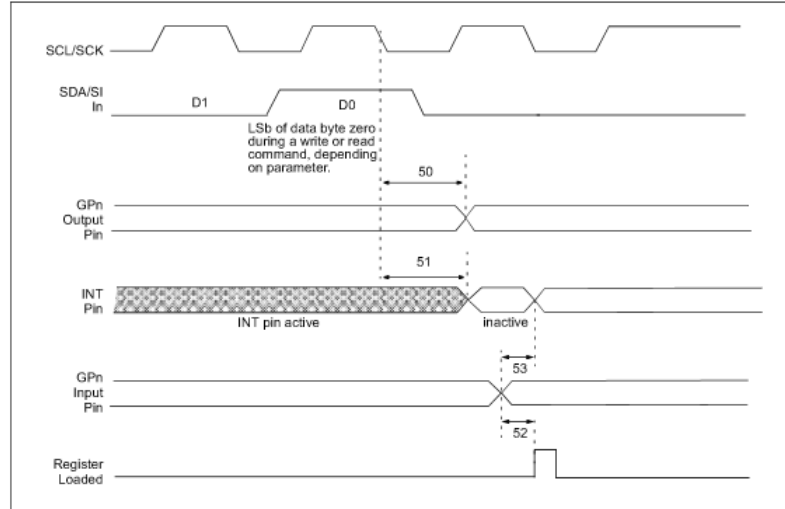 SCL/SCK
SDA/SI
In
D1
D0
LSb of data byte zero
during a write or read
command, depending
on parameter.
50
GPn
Output
Pin
51
INT
Pin
INT pin active
inactive
53
GPn
Input
Pin
52
Register
Loaded